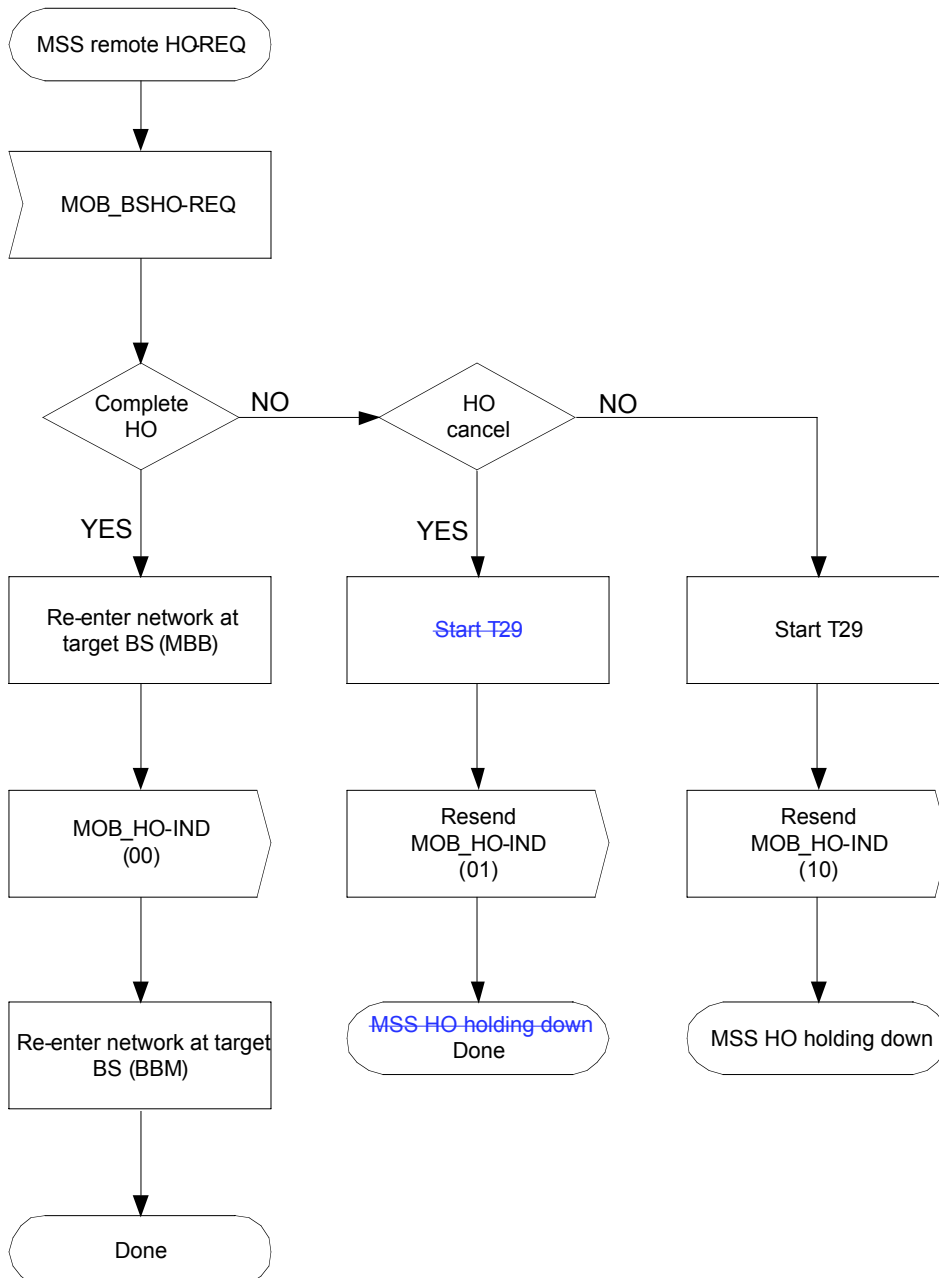 MSS remote HO-REQ
MOB_BSHO-REQ
Complete
HO
NO
HO
cancel
NO
YES
YES
Re-enter network at
target BS (MBB)
Start T29
Start T29
MOB_HO-IND
(00)
Resend
MOB_HO-IND
(01)
Resend
MOB_HO-IND
(10)
Re-enter network at target
BS (BBM)
MSS HO holding down
Done
MSS HO holding down
Done